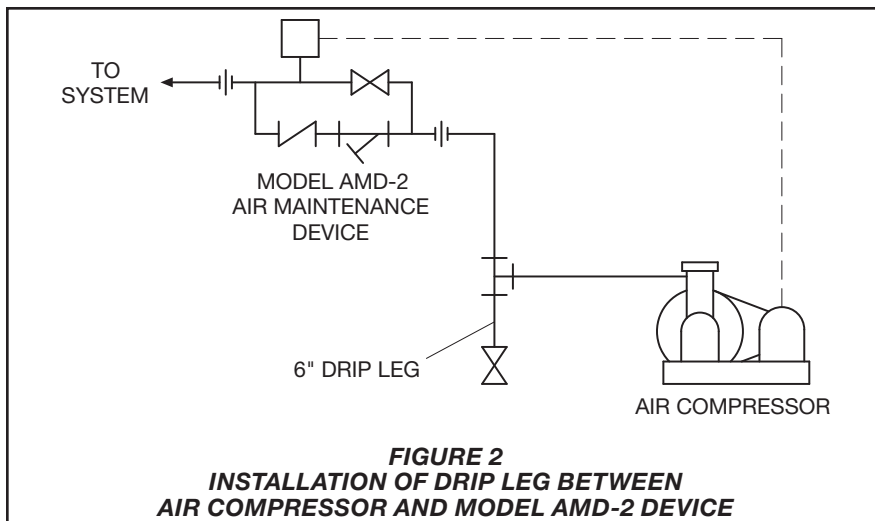 TO
SYSTEM
MODEL AMD-2
AIR MAINTENANCE
DEVICE
6" DRIP LEG
AIR COMPRESSOR
FIGURE 2
INSTALLATION OF DRIP LEG BETWEEN
AIR COMPRESSOR AND MODEL AMD-2 DEVICE